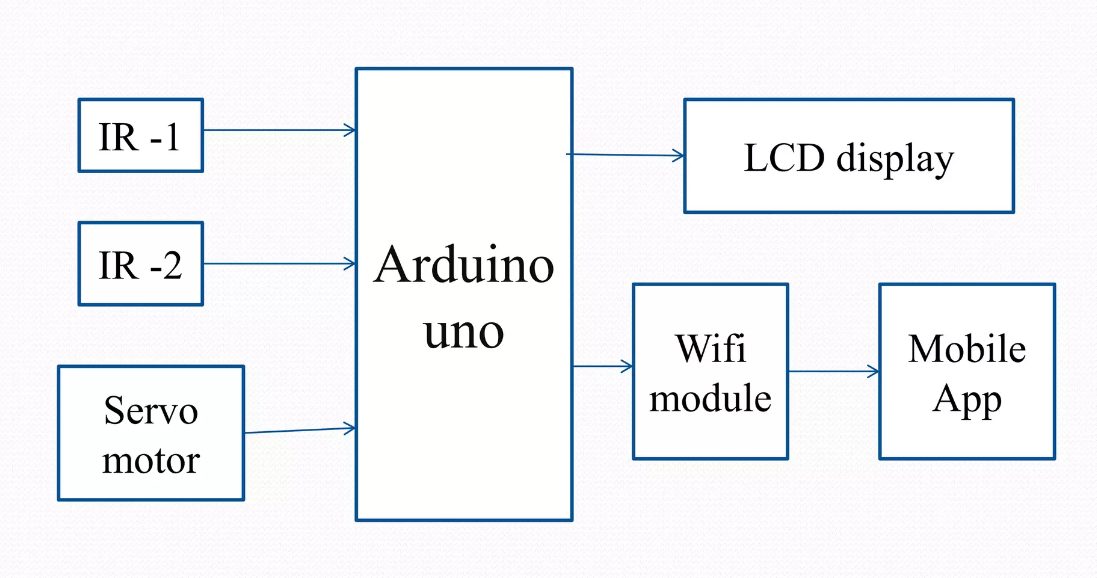 IR -1
IR -2
Servo
motor
Arduino
uno
LCD display
Wifi
module
Mobile
App